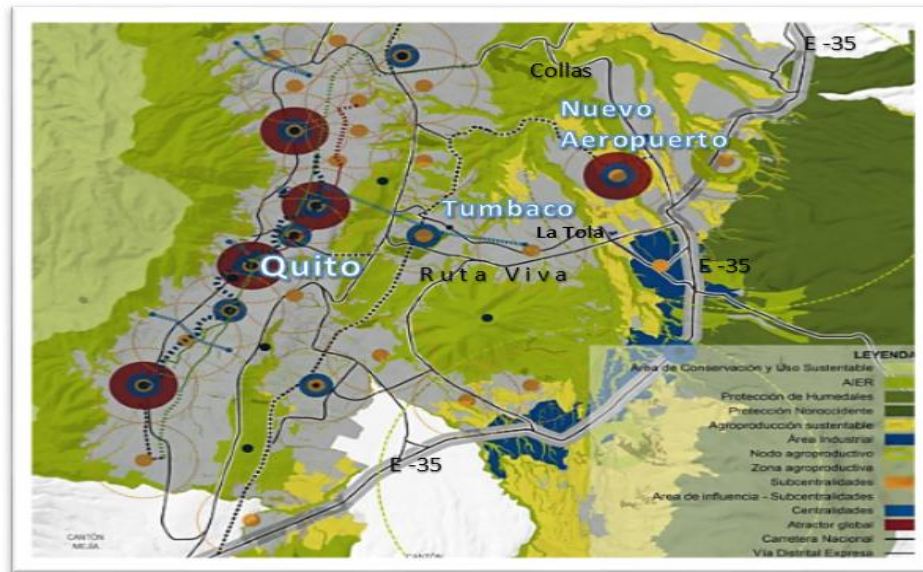 E -35
Collas
Nuevo
Aeropuerto
Tumbaco
La Tola
Quito
Ruta Viva
E -35
E -35
LEYENDA
Área de Conservación y Uso Sustentable
AIER
Protección de Humedales
Protección Noroccidente
Agroproducción sustentable
Área Industrial
Nodo agroproductivo
Zona agroproductiva
Subcentralidades
Área de influencia - Subcentralidades
Centralidades
Atractor global
Carretera Nacional
Vía Distrital Expresa
CANTÓN
MEJÍA
CANTÓN